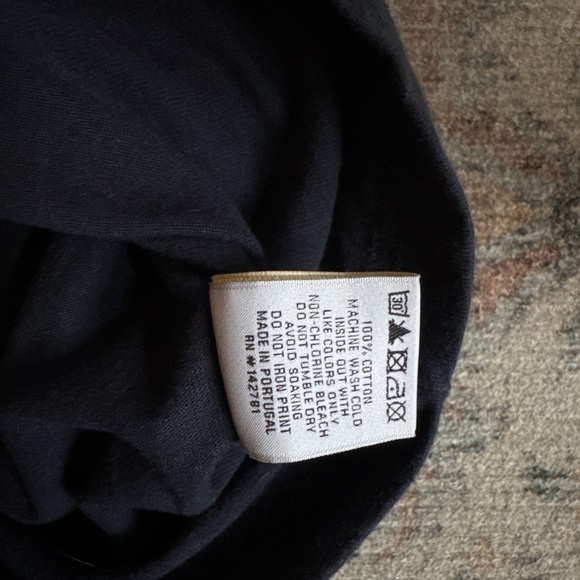 30°
100% COTTON
MACHINE WASH COLD
INSIDE OUT WITH
LIKE COLORS ONLY
NON-CHLORINE BLEACH
DO NOT TUMBLE DRY
AVOID SOAKING
DO NOT IRON PRINT
MADE IN PORTUGAL
RN #142781